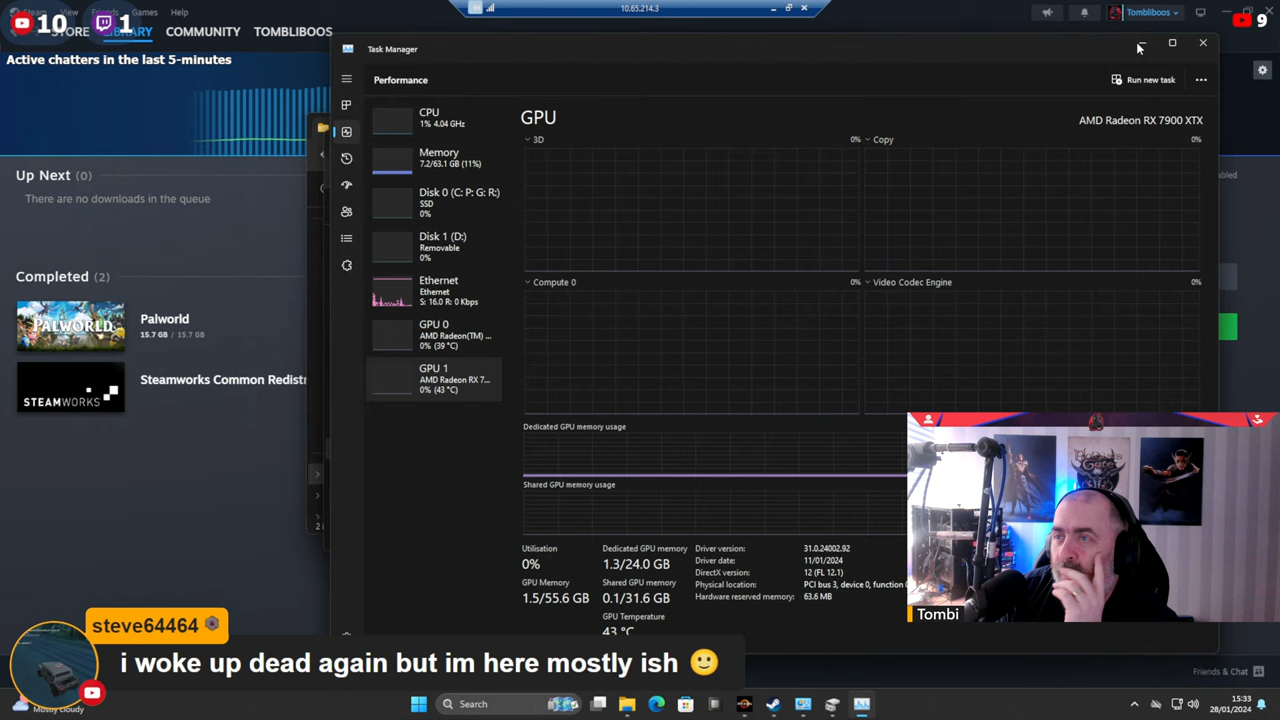 Steam View Friends Games Help
10.65.214.3
Tombliboos
10
1
9
STORE LIBRARY COMMUNITY TOMBLIBOOS
Active chatters in the last 5-minutes
Task Manager
Performance
Run new task
CPU
1% 4.04 GHz
Memory
7.2/63.1 GB (11%)
Disk 0 (C: P: G: R:)
SSD
0%
Disk 1 (D:)
Removable
0%
Ethernet
Ethernet
S: 16.0 R: 0 Kbps
GPU 0
AMD Radeon(TM) ...
0% (39 °C)
GPU 1
AMD Radeon RX 7...
0% (43 °C)
GPU
AMD Radeon RX 7900 XTX
3D 0%
Copy 0%
Compute 0 0%
Video Codec Engine 0%
Dedicated GPU memory usage
Shared GPU memory usage
Utilisation
0%
Dedicated GPU memory
1.3/24.0 GB
GPU Memory
1.5/55.6 GB
Shared GPU memory
0.1/31.6 GB
GPU Temperature
43 °C
Driver version: 31.0.24002.92
Driver date: 11/01/2024
DirectX version: 12 (FL 12.1)
Physical location: PCI bus 3, device 0, function 0
Hardware reserved memory: 63.6 MB
Up Next (0)
There are no downloads in the queue
Completed (2)
PALWORLD
Palworld
15.7 GB / 15.7 GB
STEAMWORKS
Steamworks Common Redistr
Tombi
steve64464
i woke up dead again but im here mostly ish 🙂
Friends & Chat
Mostly cloudy
Search
15:33
28/01/2024